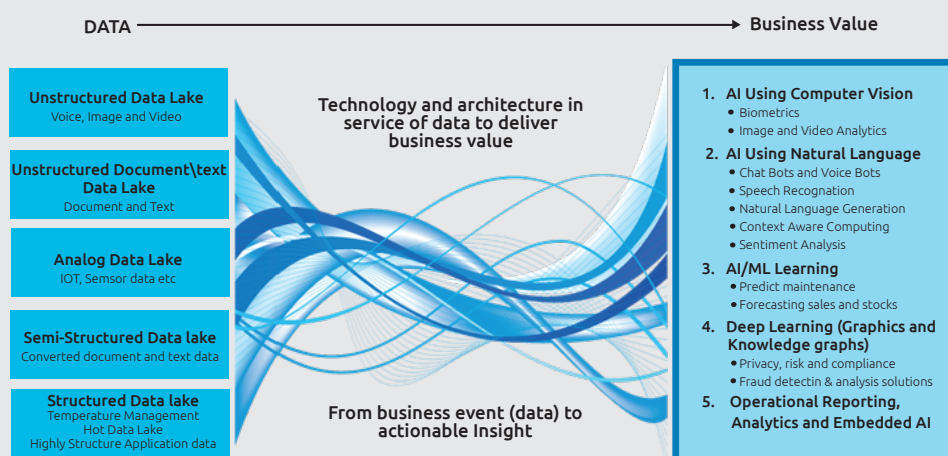 DATA
Business Value
Unstructured Data Lake
Voice, Image and Video
Unstructured Document\text
Data Lake
Document and Text
Analog Data Lake
IOT, Semsor data etc
Semi-Structured Data lake
Converted document and text data
Structured Data lake
Temperature Management
Hot Data Lake
Highly Structure Application data
Technology and architecture in
service of data to deliver
business value
From business event (data) to
actionable Insight
1. AI Using Computer Vision
• Biometrics
• Image and Video Analytics
2. AI Using Natural Language
• Chat Bots and Voice Bots
• Speech Recognation
• Natural Language Generation
• Context Aware Computing
• Sentiment Analysis
3. AI/ML Learning
• Predict maintenance
• Forecasting sales and stocks
4. Deep Learning (Graphics and
Knowledge graphs)
• Privacy, risk and compliance
• Fraud detectin & analysis solutions
5. Operational Reporting,
Analytics and Embedded AI